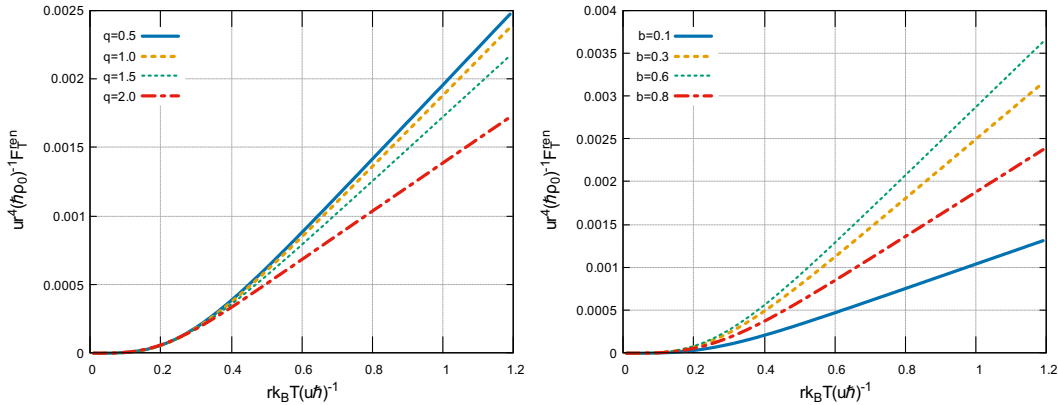 0.0025
0.002
0.0015
0.001
0.0005
0
0 0.2 0.4 0.6 0.8 1 1.2
q=0.5
q=1.0
q=1.5
q=2.0
ur⁴(ħρ₀)⁻¹F_T^ren
rk_BT(uħ)⁻¹
0.004
0.0035
0.003
0.0025
0.002
0.0015
0.001
0.0005
0
0 0.2 0.4 0.6 0.8 1 1.2
b=0.1
b=0.3
b=0.6
b=0.8
ur⁴(ħρ₀)⁻¹F_T^ren
rk_BT(uħ)⁻¹